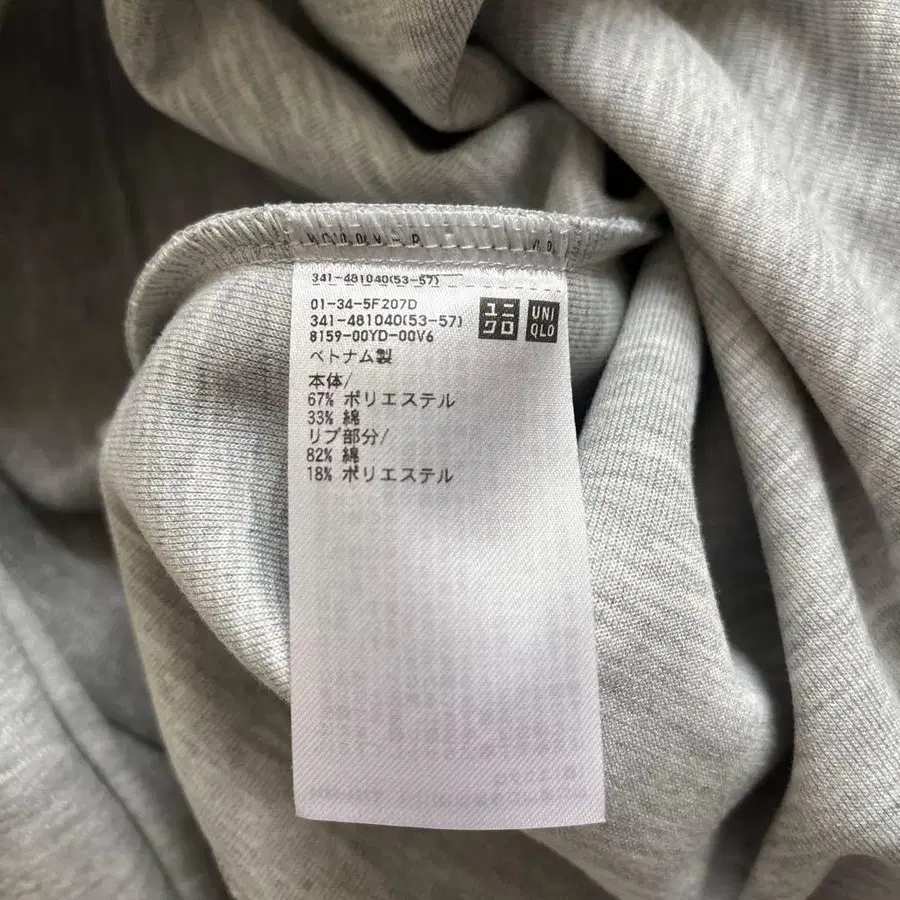 341-481040(53-57)
01-34-5F207D
341-481040(53-57)
8159-00YD-00V6
ユニ
クロ
UNI
QLO
ベトナム製
本体/
67% ポリエステル
33% 綿
リブ部分/
82% 綿
18% ポリエステル